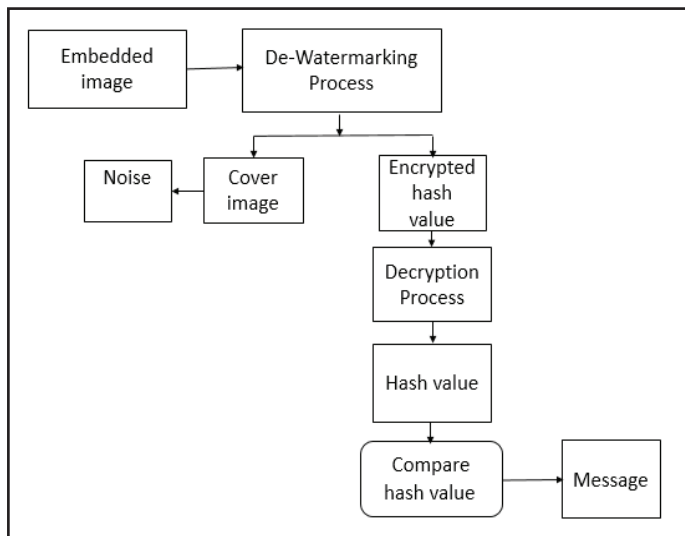 Embedded
image
De-Watermarking
Process
Noise
Cover
image
Encrypted
hash
value
Decryption
Process
Hash value
Compare
hash value
Message